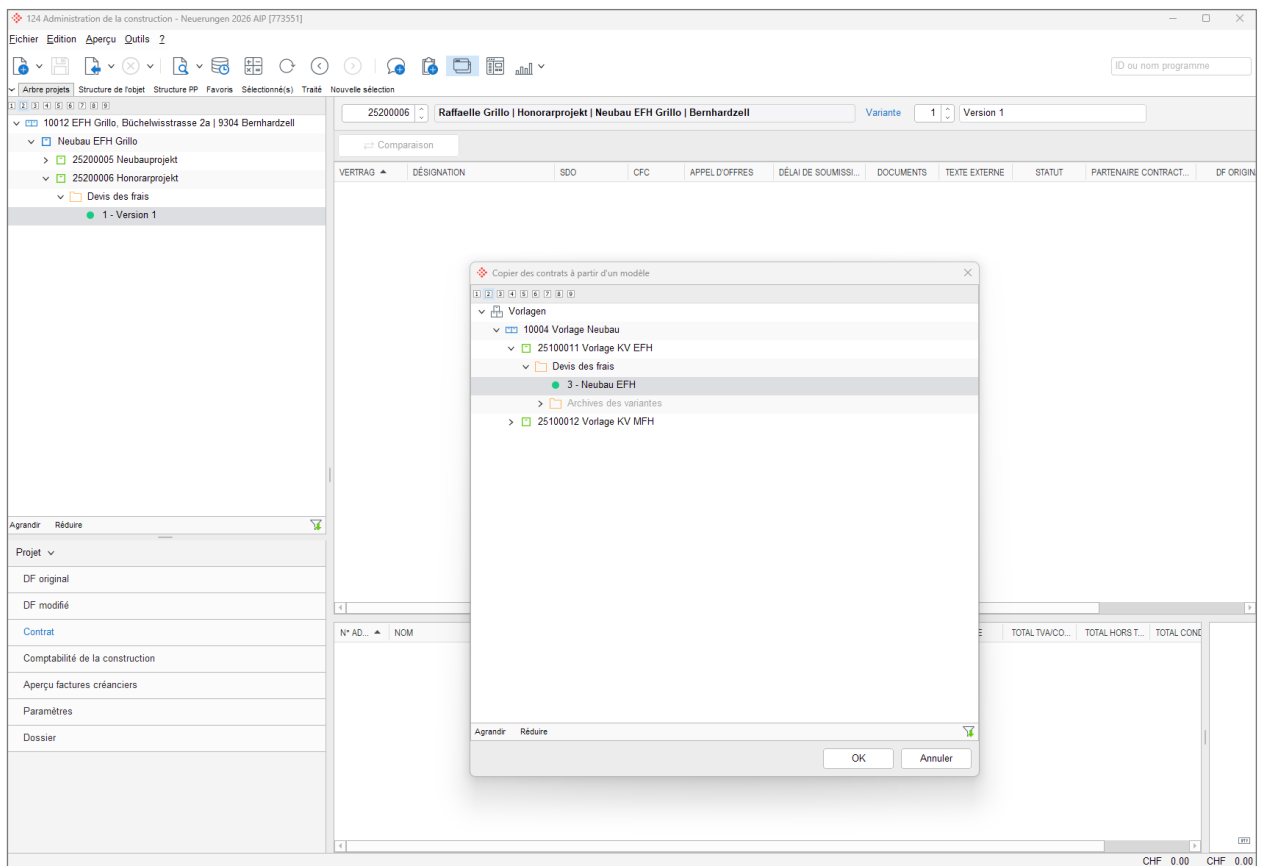 124 Administration de la construction - Neuerungen 2026 AIP [773551]
Eichier Edition Aperçu Outils ?
ID ou nom programme
Arbre projets Structure de l'objet Structure PP Favoris Sélectionné(s) Traité Nouvelle sélection
1 2 3 4 5 6 7 8 9
10012 EFH Grillo, Büchelwisstrasse 2a | 9304 Bernhardzell
Neubau EFH Grillo
25200005 Neubauprojekt
25200006 Honorarprojekt
Devis des frais
1 - Version 1
Agrandir Réduire
Projet
DF original
DF modifié
Contrat
Comptabilité de la construction
Aperçu factures créanciers
Paramètres
Dossier
25200006 Raffaelle Grillo | Honorarprojekt | Neubau EFH Grillo | Bernhardzell Variante 1 Version 1
Comparaison
VERTRAG DÉSIGNATION SDO CFC APPEL D'OFFRES DÉLAI DE SOUMISSI... DOCUMENTS TEXTE EXTERNE STATUT PARTENAIRE CONTRACT... DF ORIGIN
Copier des contrats à partir d'un modèle
1 2 3 4 5 6 7 8 9
Vorlagen
10004 Vorlage Neubau
25100011 Vorlage KV EFH
Devis des frais
3 - Neubau EFH
Archives des variantes
25100012 Vorlage KV MFH
Agrandir Réduire
OK Annuler
N° AD... NOM E TOTAL TVA/CO... TOTAL HORS T... TOTAL COND
CHF 0.00 CHF 0.00